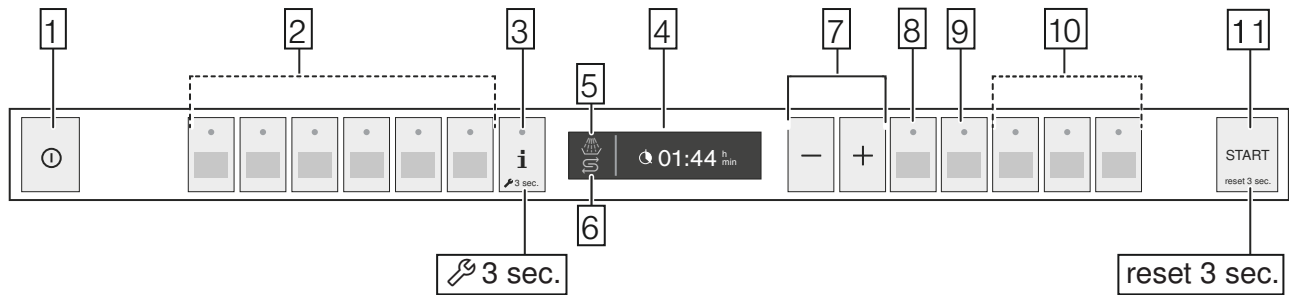 1 2 3 4 7 8 9 10 11
5
01:44 h min
− +
START
i
3 sec.
reset 3 sec.
6
3 sec.
reset 3 sec.